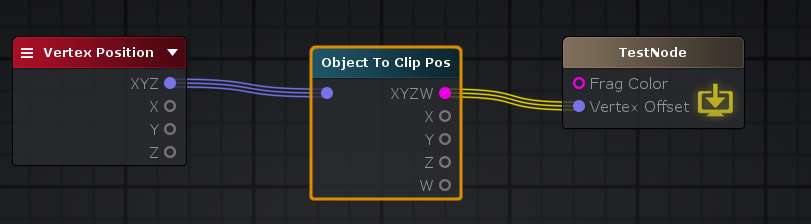 Vertex Position
XYZ
X
Y
Z
Object To Clip Pos
XYZW
X
Y
Z
W
TestNode
Frag Color
Vertex Offset